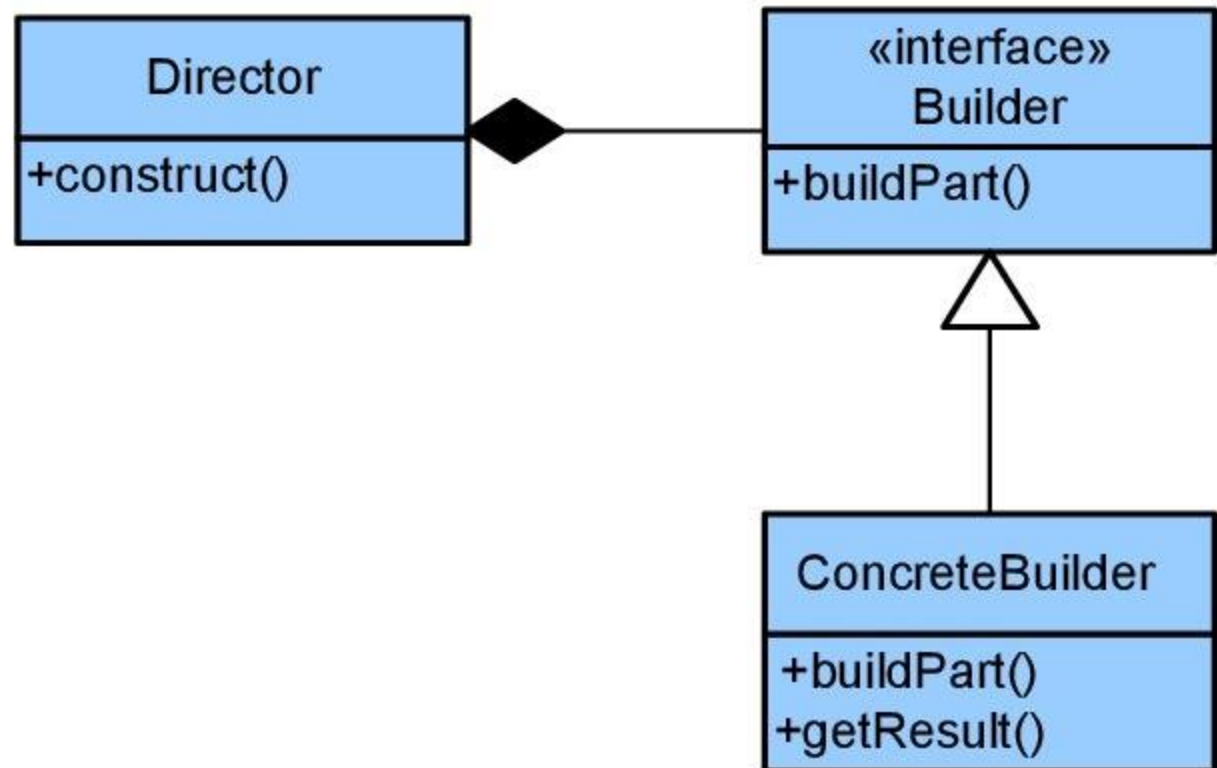 Director
+construct()
«interface»
Builder
+buildPart()
ConcreteBuilder
+buildPart()
+getResult()